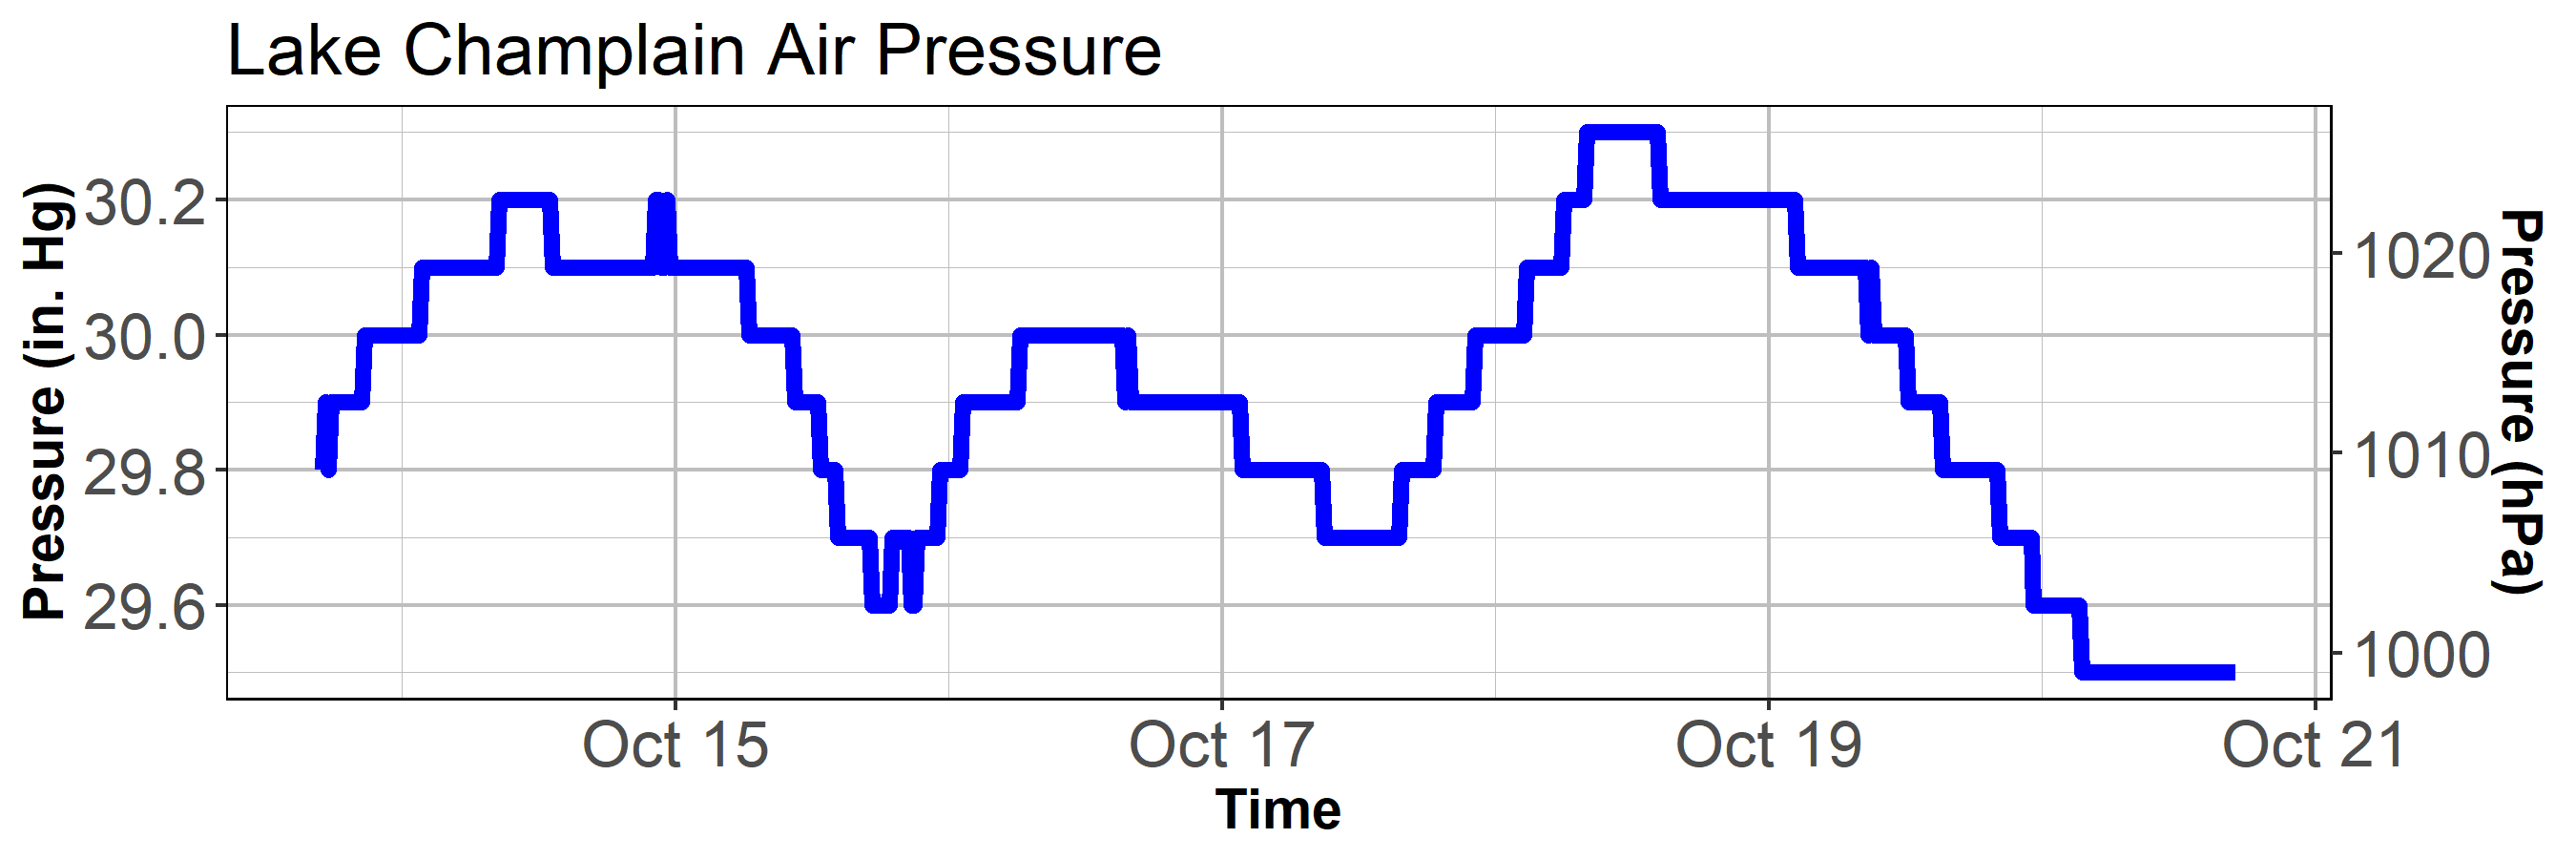 Lake Champlain Air Pressure
Pressure (in. Hg)
30.2
30.0
29.8
29.6
1020
1010
1000
Pressure (hPa)
Oct 15
Oct 17
Oct 19
Oct 21
Time